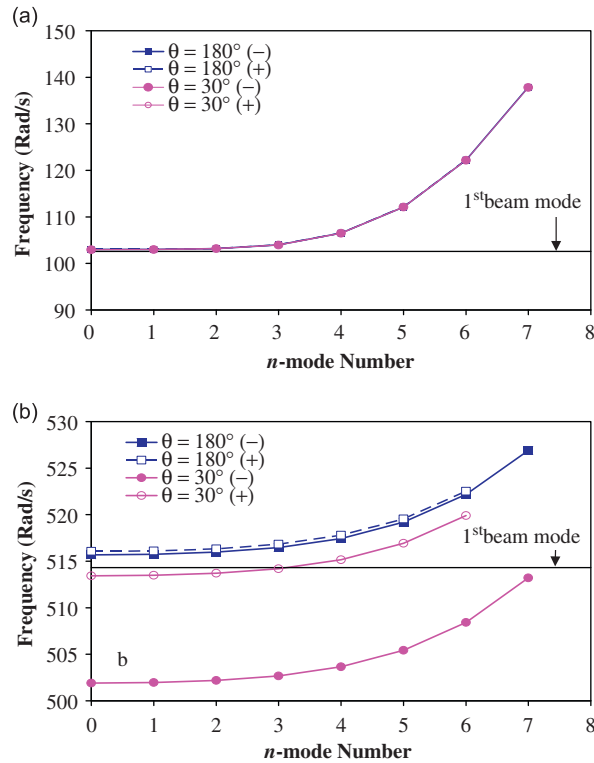 (a)
150
140
130
120
110
100
90
Frequency (Rad/s)
θ = 180° (−)
θ = 180° (+)
θ = 30° (−)
θ = 30° (+)
1st beam mode
0 1 2 3 4 5 6 7 8
n-mode Number
(b)
530
525
520
515
510
505
500
Frequency (Rad/s)
θ = 180° (−)
θ = 180° (+)
θ = 30° (−)
θ = 30° (+)
1st beam mode
b
0 1 2 3 4 5 6 7 8
n-mode Number